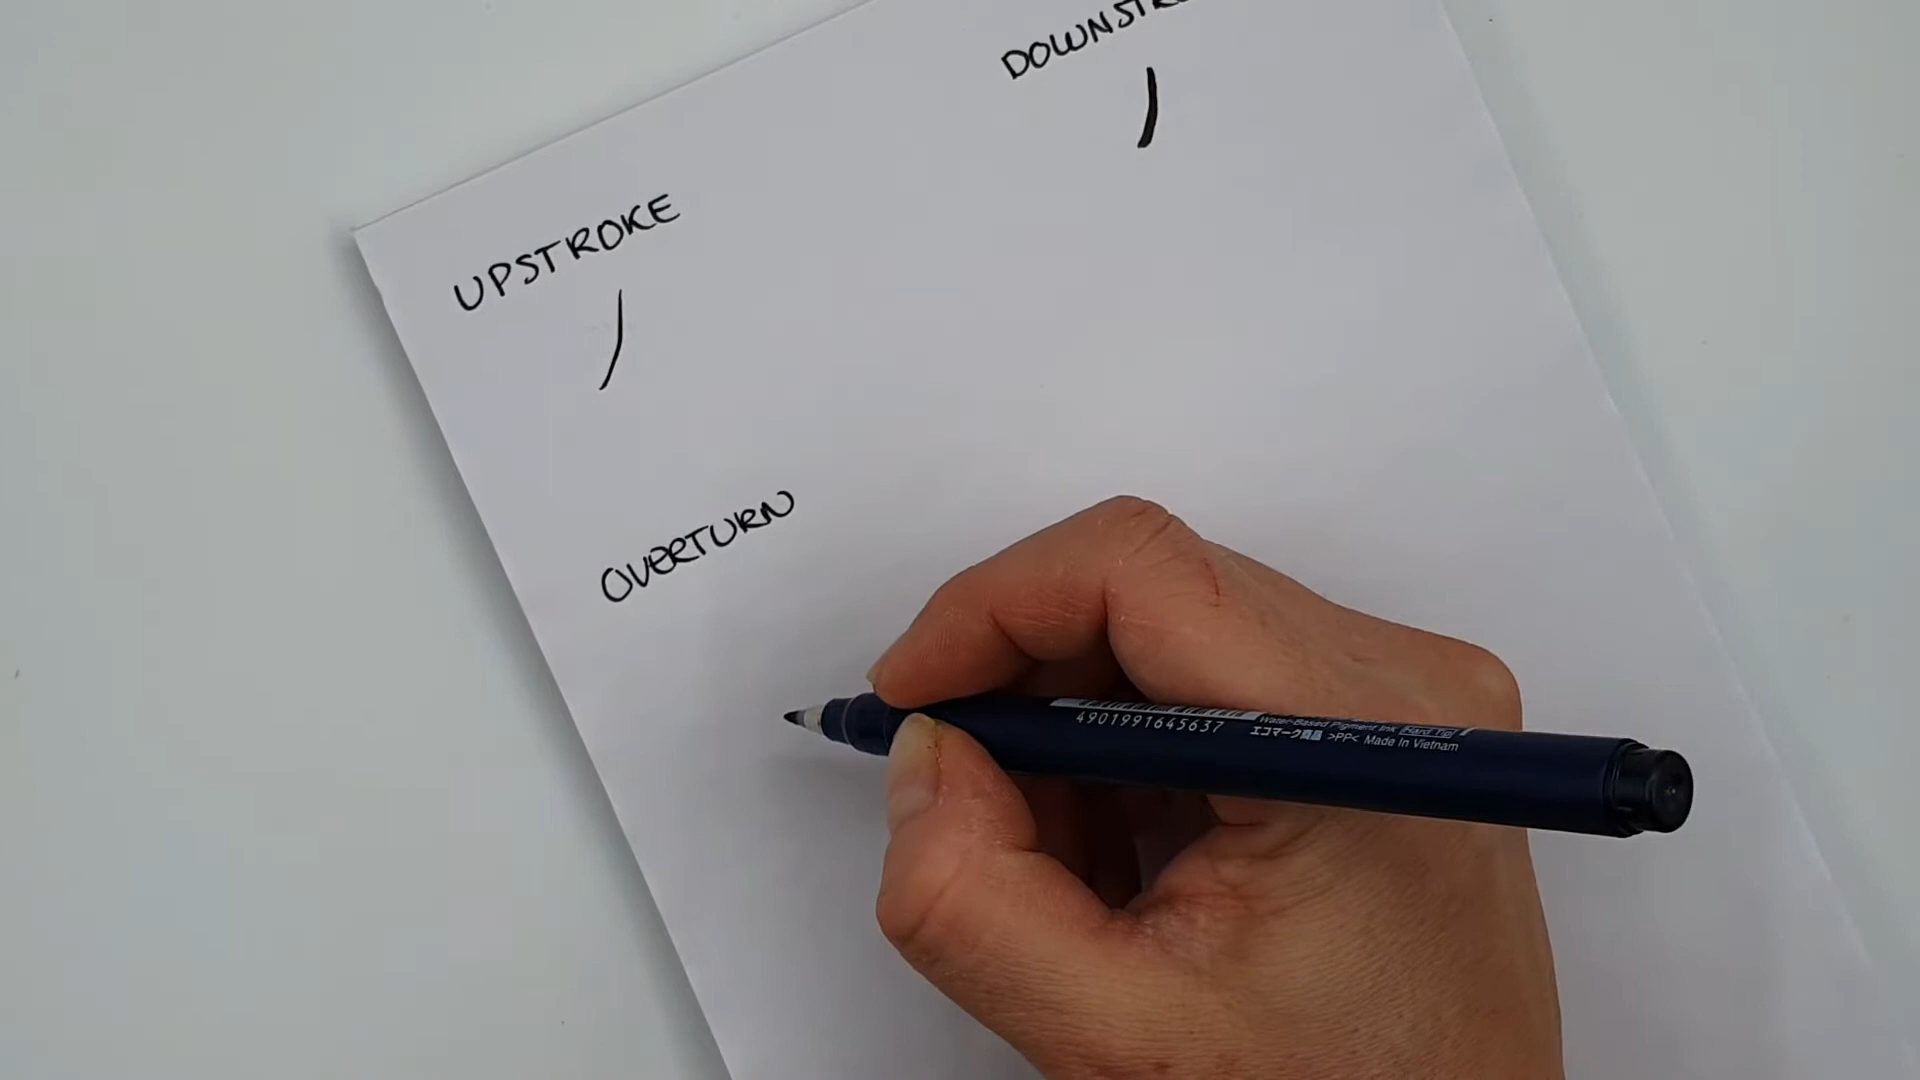 DOWNSTR
UPSTROKE
OVERTURN
4901991645637
Water-Based Pigment Ink Hard Tip
エコマーク商品 >PP< Made In Vietnam